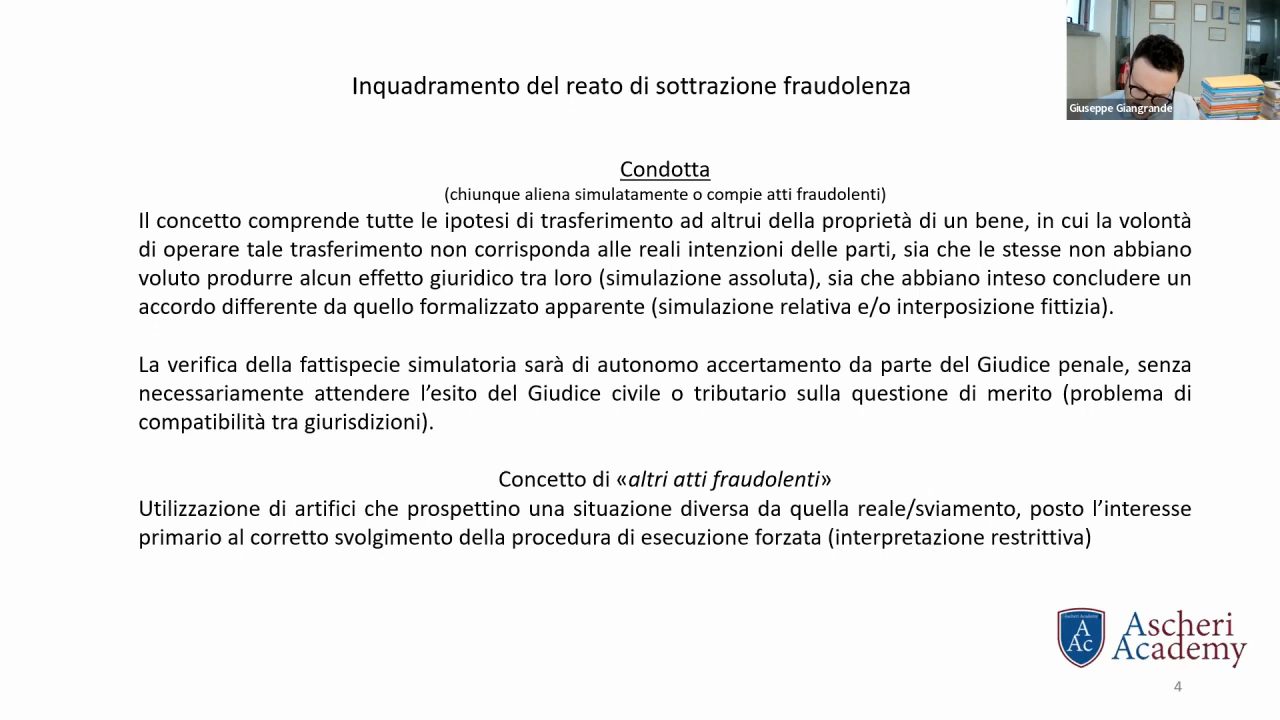 Inquadramento del reato di sottrazione fraudolenza
Giuseppe Giangrande
Condotta
(chiunque aliena simulatamente o compie atti fraudolenti)
Il concetto comprende tutte le ipotesi di trasferimento ad altrui della proprietà di un bene, in cui la volontà
di operare tale trasferimento non corrisponda alle reali intenzioni delle parti, sia che le stesse non abbiano
voluto produrre alcun effetto giuridico tra loro (simulazione assoluta), sia che abbiano inteso concludere un
accordo differente da quello formalizzato apparente (simulazione relativa e/o interposizione fittizia).
La verifica della fattispecie simulatoria sarà di autonomo accertamento da parte del Giudice penale, senza
necessariamente attendere l’esito del Giudice civile o tributario sulla questione di merito (problema di
compatibilità tra giurisdizioni).
Concetto di «altri atti fraudolenti»
Utilizzazione di artifici che prospettino una situazione diversa da quella reale/sviamento, posto l’interesse
primario al corretto svolgimento della procedura di esecuzione forzata (interpretazione restrittiva)
Ascheri Academy
A
Ac
Ascheri
Academy
4